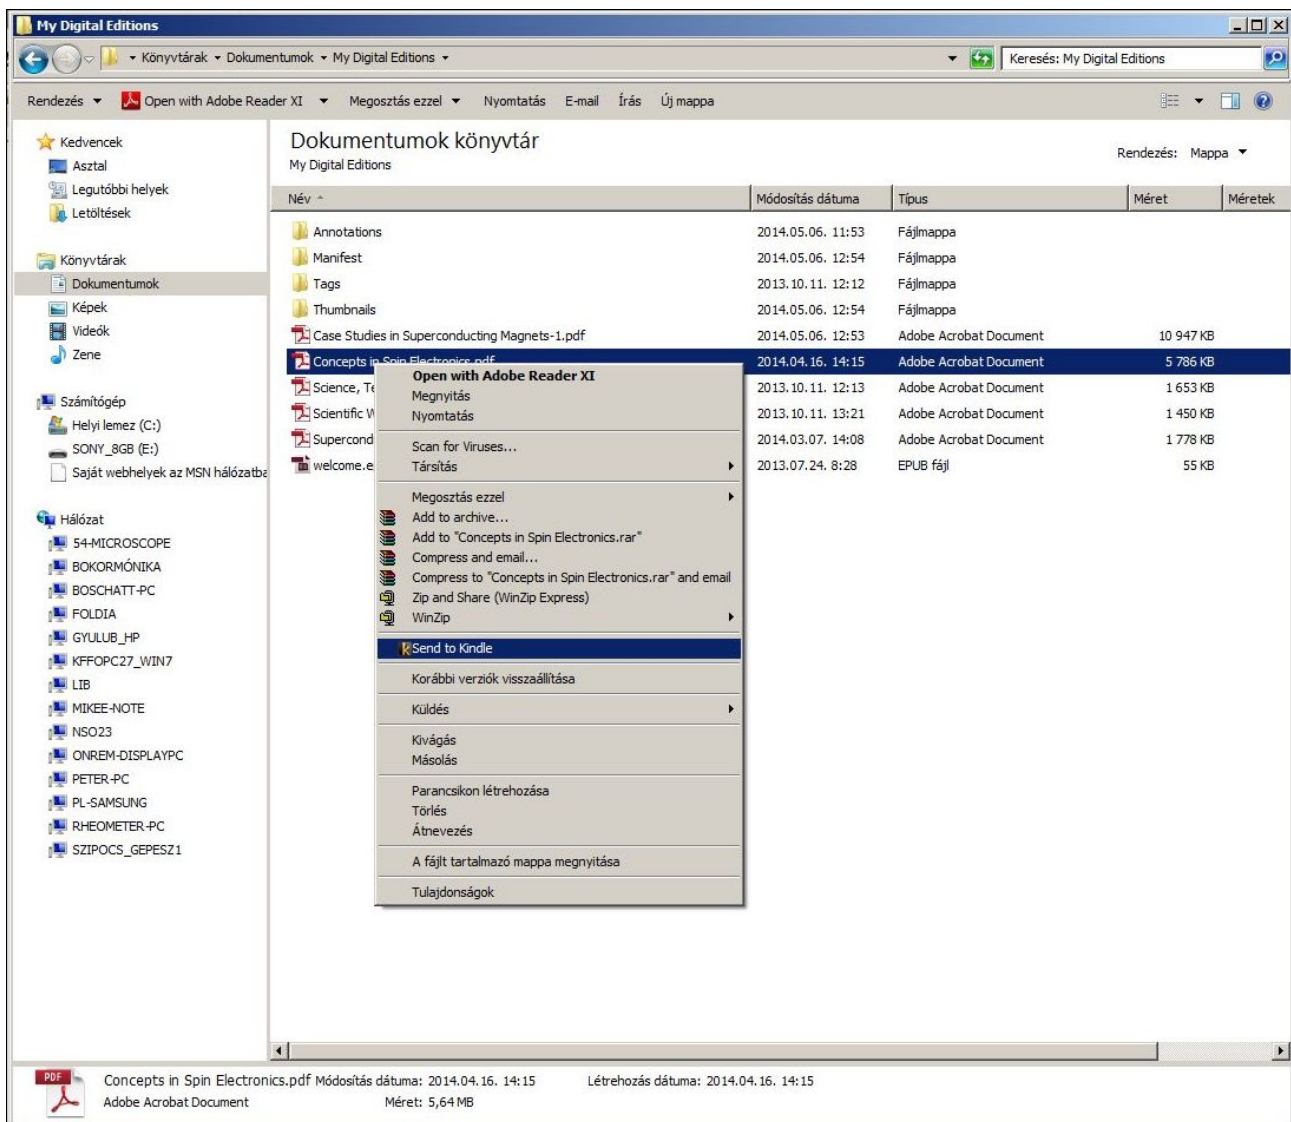 My Digital Editions
Könyvtárak Dokumentumok My Digital Editions
Keresés: My Digital Editions
Rendezés Open with Adobe Reader XI Megosztás ezzel Nyomtatás E-mail Írás Új mappa
Kedvencek
Asztal
Legutóbbi helyek
Letöltések
Könyvtárak
Dokumentumok
Képek
Videók
Zene
Számítógép
Helyi lemez (C:)
SONY_8GB (E:)
Saját webhelyek az MSN hálózatba
Hálózat
54-MICROSCOPE
BOKORMÓNIKA
BOSCHATT-PC
FOLDIA
GYULUB_HP
KFFOPC27_WIN7
LIB
MIKEE-NOTE
NSO23
ONREM-DISPLAYPC
PETER-PC
PL-SAMSUNG
RHEOMETER-PC
SZIPOCS_GEPESZ1
Dokumentumok könyvtár
My Digital Editions
Rendezés: Mappa
Név Módosítás dátuma Típus Méret Méretek
Annotations 2014.05.06. 11:53 Fájlmappa
Manifest 2014.05.06. 12:54 Fájlmappa
Tags 2013.10.11. 12:12 Fájlmappa
Thumbnails 2014.05.06. 12:54 Fájlmappa
Case Studies in Superconducting Magnets-1.pdf 2014.05.06. 12:53 Adobe Acrobat Document 10 947 KB
Concepts in Spin Electronics.pdf 2014.04.16. 14:15 Adobe Acrobat Document 5 786 KB
Science, Te 2013.10.11. 12:13 Adobe Acrobat Document 1 653 KB
Scientific W 2013.10.11. 13:21 Adobe Acrobat Document 1 450 KB
Supercond 2014.03.07. 14:08 Adobe Acrobat Document 1 778 KB
welcome.e 2013.07.24. 8:28 EPUB fájl 55 KB
Open with Adobe Reader XI
Megnyitás
Nyomtatás
Scan for Viruses...
Társítás
Megosztás ezzel
Add to archive...
Add to "Concepts in Spin Electronics.rar"
Compress and email...
Compress to "Concepts in Spin Electronics.rar" and email
Zip and Share (WinZip Express)
WinZip
Send to Kindle
Korábbi verziók visszaállítása
Küldés
Kivágás
Másolás
Parancsikon létrehozása
Törlés
Átnevezés
A fájlt tartalmazó mappa megnyitása
Tulajdonságok
PDF
Concepts in Spin Electronics.pdf Módosítás dátuma: 2014.04.16. 14:15 Létrehozás dátuma: 2014.04.16. 14:15
Adobe Acrobat Document Méret: 5,64 MB